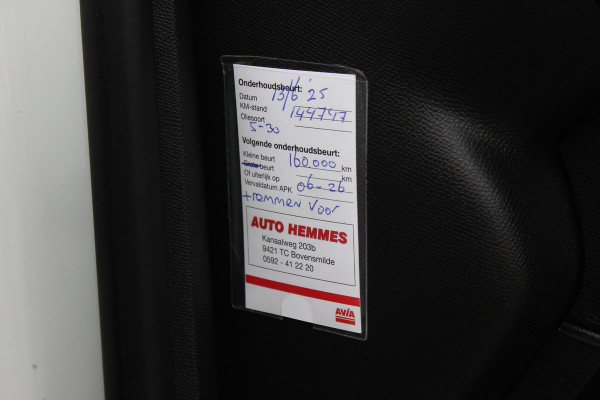 Onderhoudsbeurt:
Datum 13/6 '25
KM-stand 144747
Oliesoort
5-30
Volgende onderhoudsbeurt:
Kleine beurt 160.000 km
Grote beurt km
Of uiterlijk op 06-26
Vervaldatum APK
+ remmen voor
AUTO HEMMES
Kanaalweg 203b
9421 TC Bovensmilde
0592 - 41 22 20
AVIA